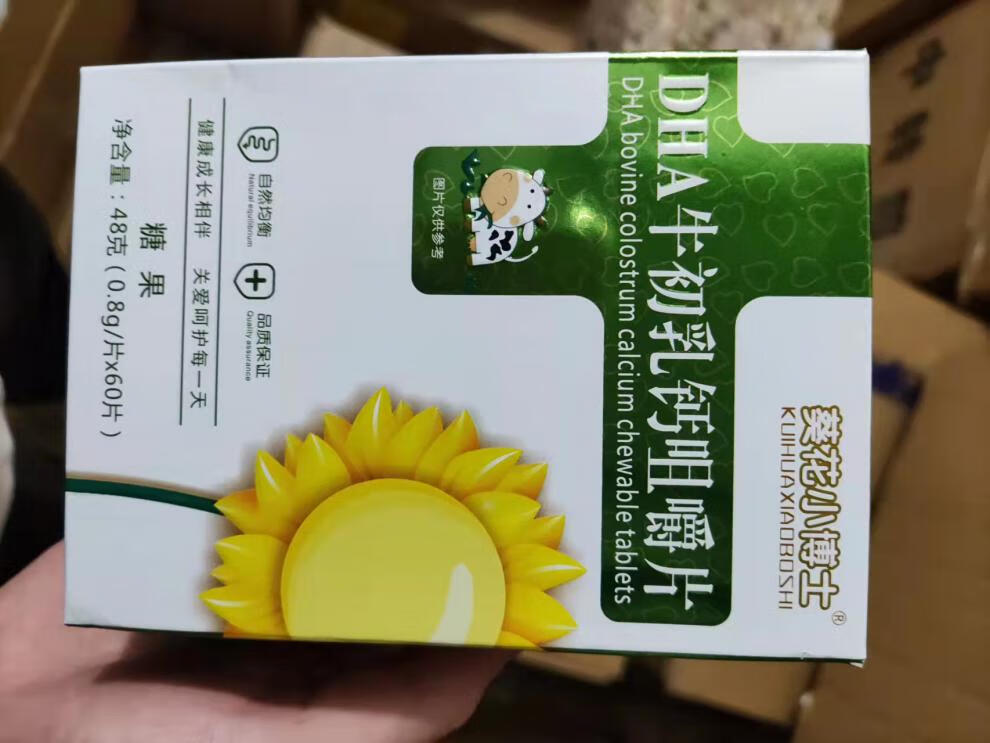 葵花小博士®
KUIHUAXIAOBOSHI
DHA牛初乳钙咀嚼片
DHA bovine colostrum calcium chewable tablets
图片仅供参考
自然均衡
Natural equilibrium
品质保证
Quality assurance
健康成长相伴 关爱呵护每一天
糖果
净含量：48克（0.8g/片x60片）